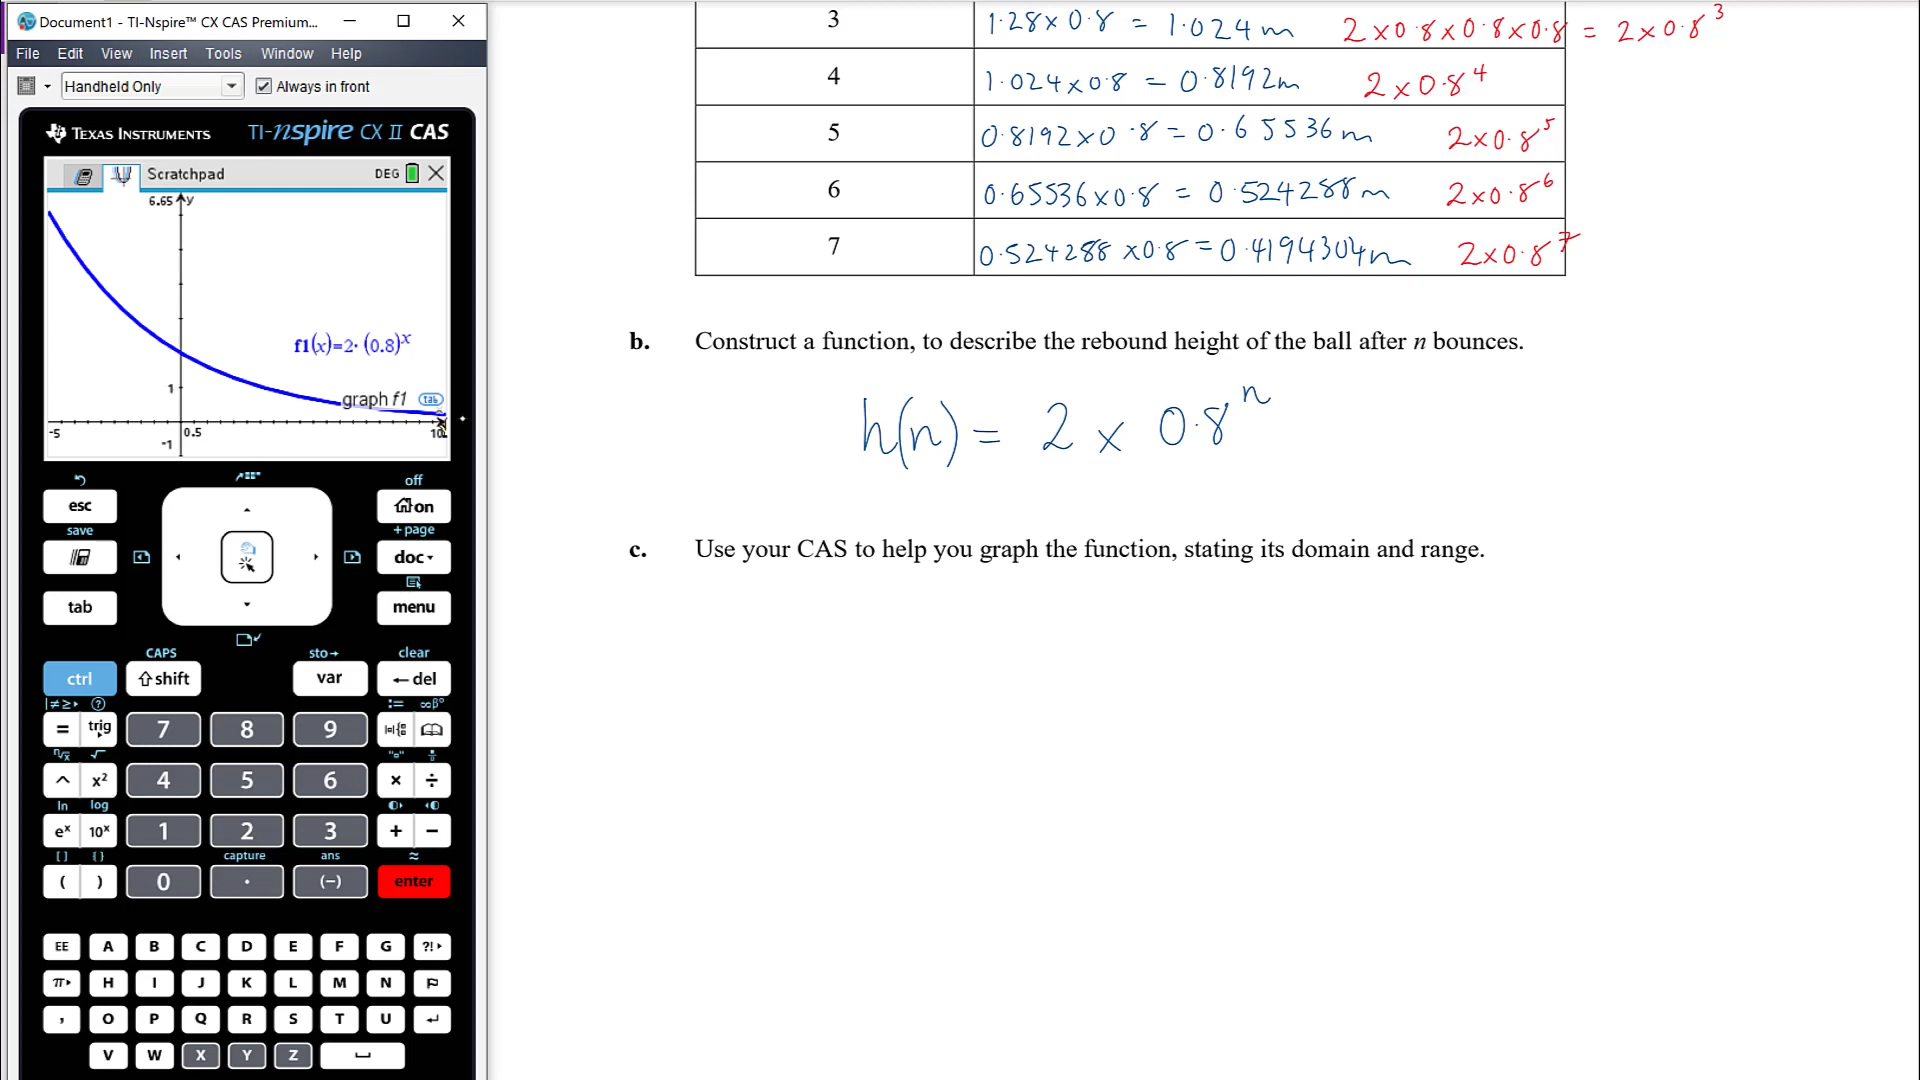 Document1 - TI-Nspire™ CX CAS Premium...
File Edit View Insert Tools Window Help
Handheld Only
Always in front
TEXAS INSTRUMENTS TI-nspire CX II CAS
Scratchpad DEG
6.65 y
f1(x)=2·(0.8)^x
1
graph f1 tab
-5 0.5 10
-1
off
esc on
save + page
doc
tab menu
CAPS sto→ clear
ctrl shift var ←del
|≠≥▸ ? := ∞β°
= trig 7 8 9
ⁿ√x √
^ x² 4 5 6 × ÷
ln log
eˣ 10ˣ 1 2 3 + −
[ ] { } capture ans ≈
( ) 0 . (−) enter
EE A B C D E F G ?!▸
π▸ H I J K L M N
, O P Q R S T U ↵
V W X Y Z
3 1.28×0.8 = 1.024m 2×0.8×0.8×0.8 = 2×0.8³
4 1.024×0.8 = 0.8192m 2×0.8⁴
5 0.8192×0.8=0.65536m 2×0.8⁵
6 0.65536×0.8 = 0.524288m 2×0.8⁶
7 0.524288×0.8=0.4194304m 2×0.8⁷
b. Construct a function, to describe the rebound height of the ball after n bounces.
h(n) = 2 × 0.8ⁿ
c. Use your CAS to help you graph the function, stating its domain and range.